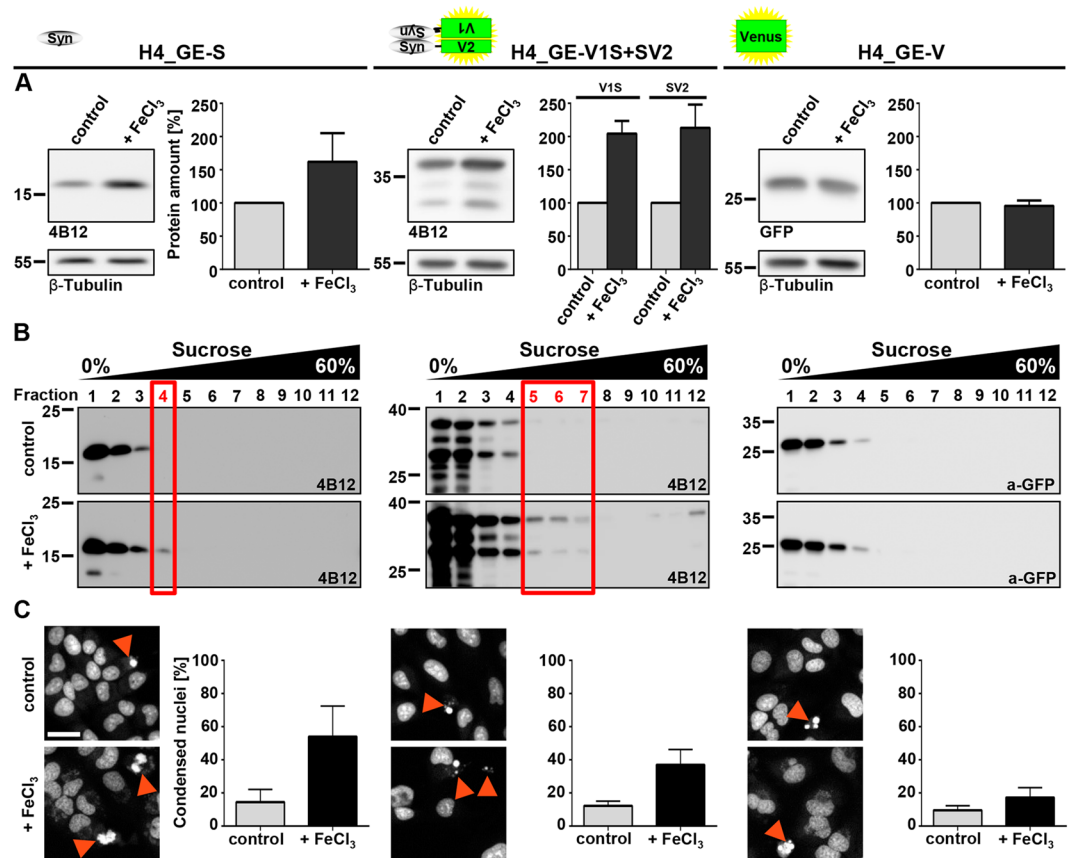 Syn
H4_GE-S
Syn V1
Syn V2
H4_GE-V1S+SV2
Venus
H4_GE-V
A
control + FeCl3
15
4B12
55
β-Tubulin
Protein amount [%]
250
200
150
100
50
0
control + FeCl3
control + FeCl3
35
4B12
55
β-Tubulin
V1S SV2
250
200
150
100
50
0
control + FeCl3 control + FeCl3
control + FeCl3
25
GFP
55
β-Tubulin
250
200
150
100
50
0
control + FeCl3
B
0% Sucrose 60%
Fraction 1 2 3 4 5 6 7 8 9 10 11 12
control
25
15
4B12
+ FeCl3
25
15
4B12
0% Sucrose 60%
1 2 3 4 5 6 7 8 9 10 11 12
40
25
4B12
40
25
4B12
0% Sucrose 60%
1 2 3 4 5 6 7 8 9 10 11 12
35
25
a-GFP
35
25
a-GFP
C
control
+ FeCl3
Condensed nuclei [%]
100
80
60
40
20
0
control + FeCl3
100
80
60
40
20
0
control + FeCl3
100
80
60
40
20
0
control + FeCl3